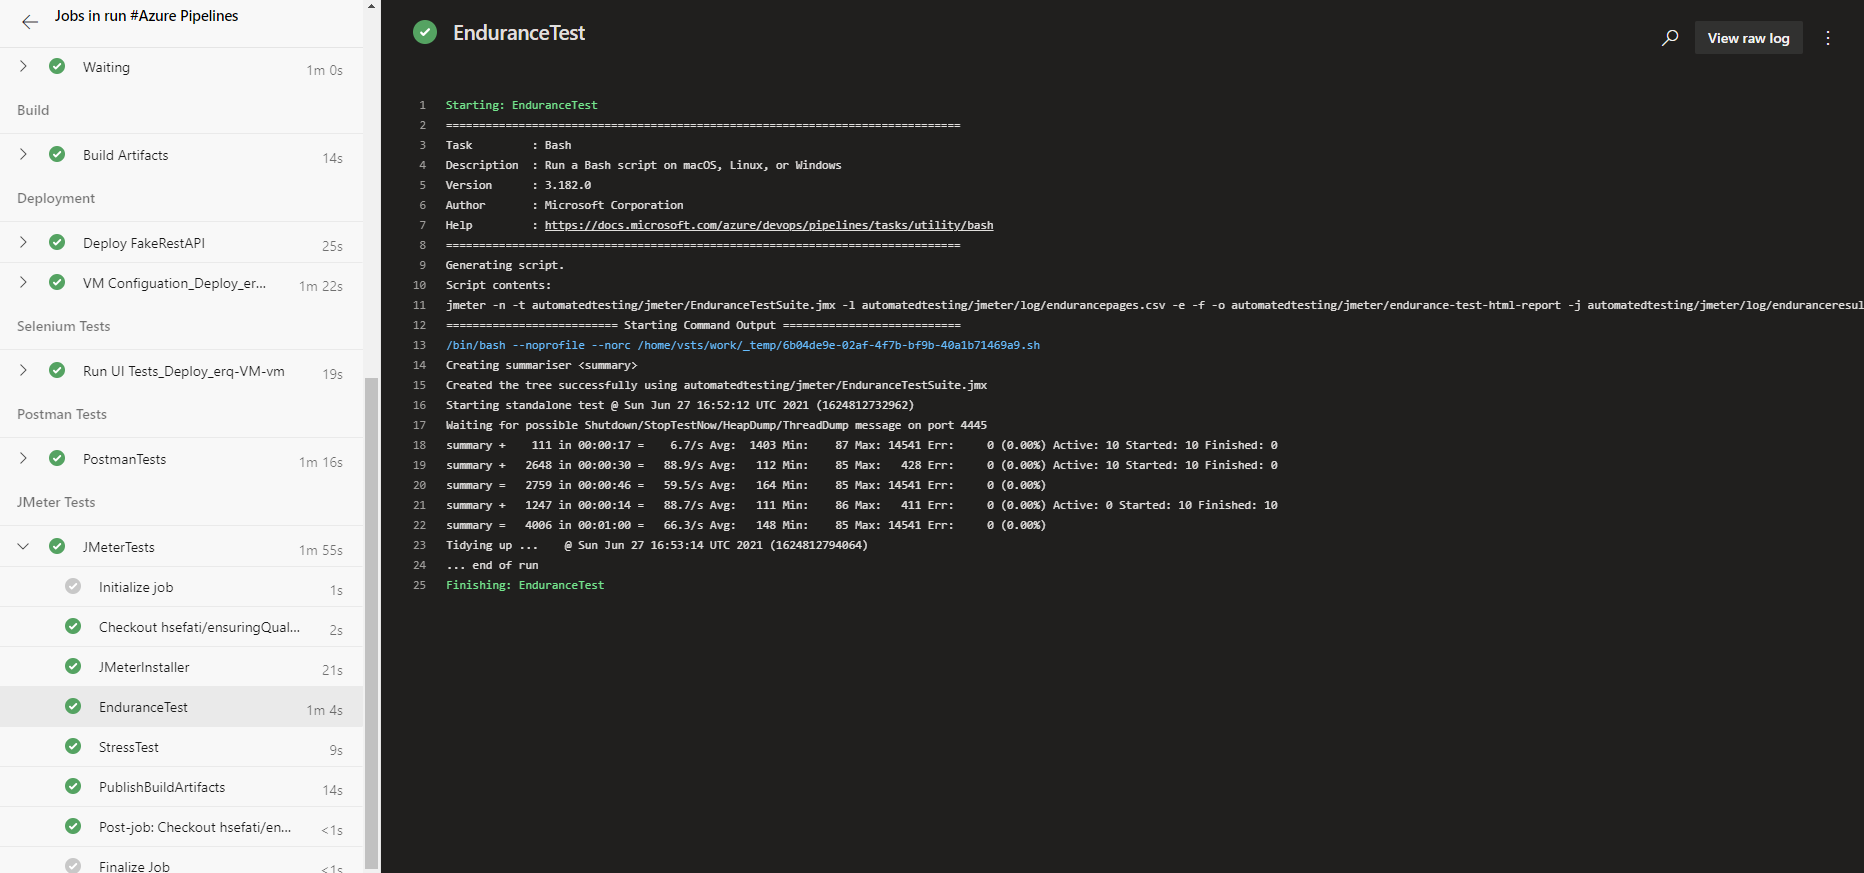 Jobs in run #Azure Pipelines
Waiting 1m 0s
Build
Build Artifacts 14s
Deployment
Deploy FakeRestAPI 25s
VM Configuation_Deploy_er... 1m 22s
Selenium Tests
Run UI Tests_Deploy_erq-VM-vm 19s
Postman Tests
PostmanTests 1m 16s
JMeter Tests
JMeterTests 1m 55s
Initialize job 1s
Checkout hsefati/ensuringQual... 2s
JMeterInstaller 21s
EnduranceTest 1m 4s
StressTest 9s
PublishBuildArtifacts 14s
Post-job: Checkout hsefati/en... <1s
Finalize Job <1s
EnduranceTest
View raw log
1 Starting: EnduranceTest
2 ==============================================================================
3 Task         : Bash
4 Description  : Run a Bash script on macOS, Linux, or Windows
5 Version      : 3.182.0
6 Author       : Microsoft Corporation
7 Help         : https://docs.microsoft.com/azure/devops/pipelines/tasks/utility/bash
8 ==============================================================================
9 Generating script.
10 Script contents:
11 jmeter -n -t automatedtesting/jmeter/EnduranceTestSuite.jmx -l automatedtesting/jmeter/log/endurancepages.csv -e -f -o automatedtesting/jmeter/endurance-test-html-report -j automatedtesting/jmeter/log/enduranceresul
12 ========================== Starting Command Output ===========================
13 /bin/bash --noprofile --norc /home/vsts/work/_temp/6b04de9e-02af-4f7b-bf9b-40a1b71469a9.sh
14 Creating summariser <summary>
15 Created the tree successfully using automatedtesting/jmeter/EnduranceTestSuite.jmx
16 Starting standalone test @ Sun Jun 27 16:52:12 UTC 2021 (1624812732962)
17 Waiting for possible Shutdown/StopTestNow/HeapDump/ThreadDump message on port 4445
18 summary +    111 in 00:00:17 =    6.7/s Avg:  1403 Min:    87 Max: 14541 Err:     0 (0.00%) Active: 10 Started: 10 Finished: 0
19 summary +   2648 in 00:00:30 =   88.9/s Avg:   112 Min:    85 Max:   428 Err:     0 (0.00%) Active: 10 Started: 10 Finished: 0
20 summary =   2759 in 00:00:46 =   59.5/s Avg:   164 Min:    85 Max: 14541 Err:     0 (0.00%)
21 summary +   1247 in 00:00:14 =   88.7/s Avg:   111 Min:    86 Max:   411 Err:     0 (0.00%) Active: 0 Started: 10 Finished: 10
22 summary =   4006 in 00:01:00 =   66.3/s Avg:   148 Min:    85 Max: 14541 Err:     0 (0.00%)
23 Tidying up ...    @ Sun Jun 27 16:53:14 UTC 2021 (1624812794064)
24 ... end of run
25 Finishing: EnduranceTest